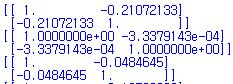 [[ 1.         -0.21072133]
 [-0.21072133  1.        ]]
[[ 1.0000000e+00 -3.3379143e-04]
 [-3.3379143e-04  1.0000000e+00]]
[[ 1.        -0.0484645]
 [-0.0484645  1.       ]]